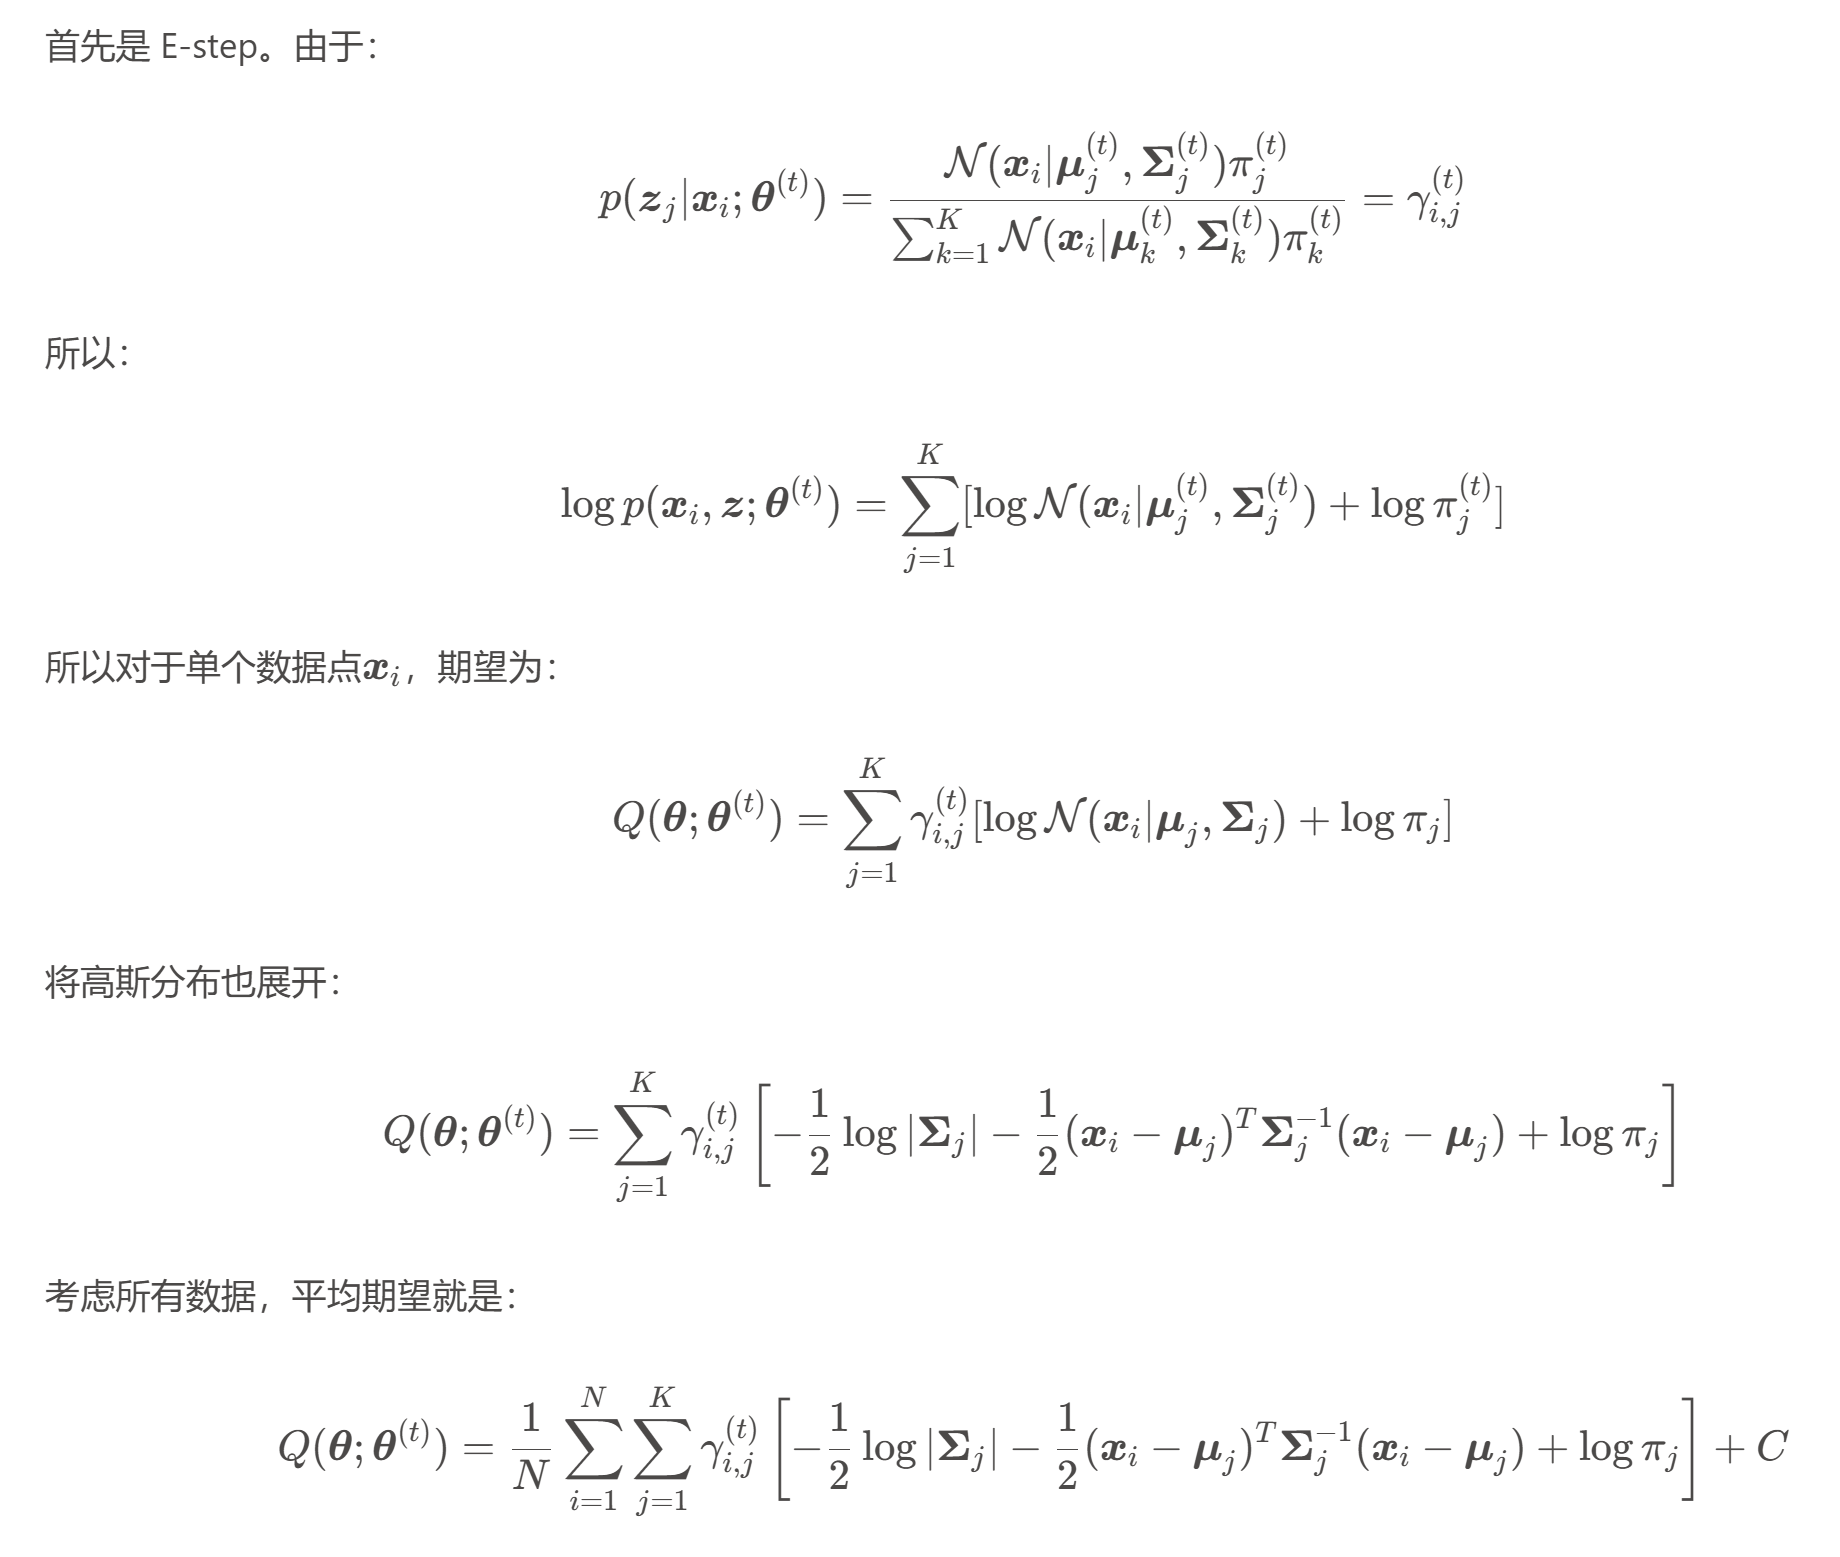 首先是 E-step。由于：
$$p(\boldsymbol{z}_j|\boldsymbol{x}_i;\boldsymbol{\theta}^{(t)}) = \frac{\mathcal{N}(\boldsymbol{x}_i|\boldsymbol{\mu}_j^{(t)}, \boldsymbol{\Sigma}_j^{(t)})\pi_j^{(t)}}{\sum_{k=1}^{K} \mathcal{N}(\boldsymbol{x}_i|\boldsymbol{\mu}_k^{(t)}, \boldsymbol{\Sigma}_k^{(t)})\pi_k^{(t)}} = \gamma_{i,j}^{(t)}$$
所以：
$$\log p(\boldsymbol{x}_i, \boldsymbol{z};\boldsymbol{\theta}^{(t)}) = \sum_{j=1}^{K} [\log \mathcal{N}(\boldsymbol{x}_i|\boldsymbol{\mu}_j^{(t)}, \boldsymbol{\Sigma}_j^{(t)}) + \log \pi_j^{(t)}]$$
所以对于单个数据点$\boldsymbol{x}_i$，期望为：
$$Q(\boldsymbol{\theta};\boldsymbol{\theta}^{(t)}) = \sum_{j=1}^{K} \gamma_{i,j}^{(t)} [\log \mathcal{N}(\boldsymbol{x}_i|\boldsymbol{\mu}_j, \boldsymbol{\Sigma}_j) + \log \pi_j]$$
将高斯分布也展开：
$$Q(\boldsymbol{\theta};\boldsymbol{\theta}^{(t)}) = \sum_{j=1}^{K} \gamma_{i,j}^{(t)} \left[-\frac{1}{2} \log |\boldsymbol{\Sigma}_j| - \frac{1}{2}(\boldsymbol{x}_i - \boldsymbol{\mu}_j)^T \boldsymbol{\Sigma}_j^{-1} (\boldsymbol{x}_i - \boldsymbol{\mu}_j) + \log \pi_j\right]$$
考虑所有数据，平均期望就是：
$$Q(\boldsymbol{\theta};\boldsymbol{\theta}^{(t)}) = \frac{1}{N} \sum_{i=1}^{N} \sum_{j=1}^{K} \gamma_{i,j}^{(t)} \left[-\frac{1}{2} \log |\boldsymbol{\Sigma}_j| - \frac{1}{2}(\boldsymbol{x}_i - \boldsymbol{\mu}_j)^T \boldsymbol{\Sigma}_j^{-1} (\boldsymbol{x}_i - \boldsymbol{\mu}_j) + \log \pi_j\right] + C$$